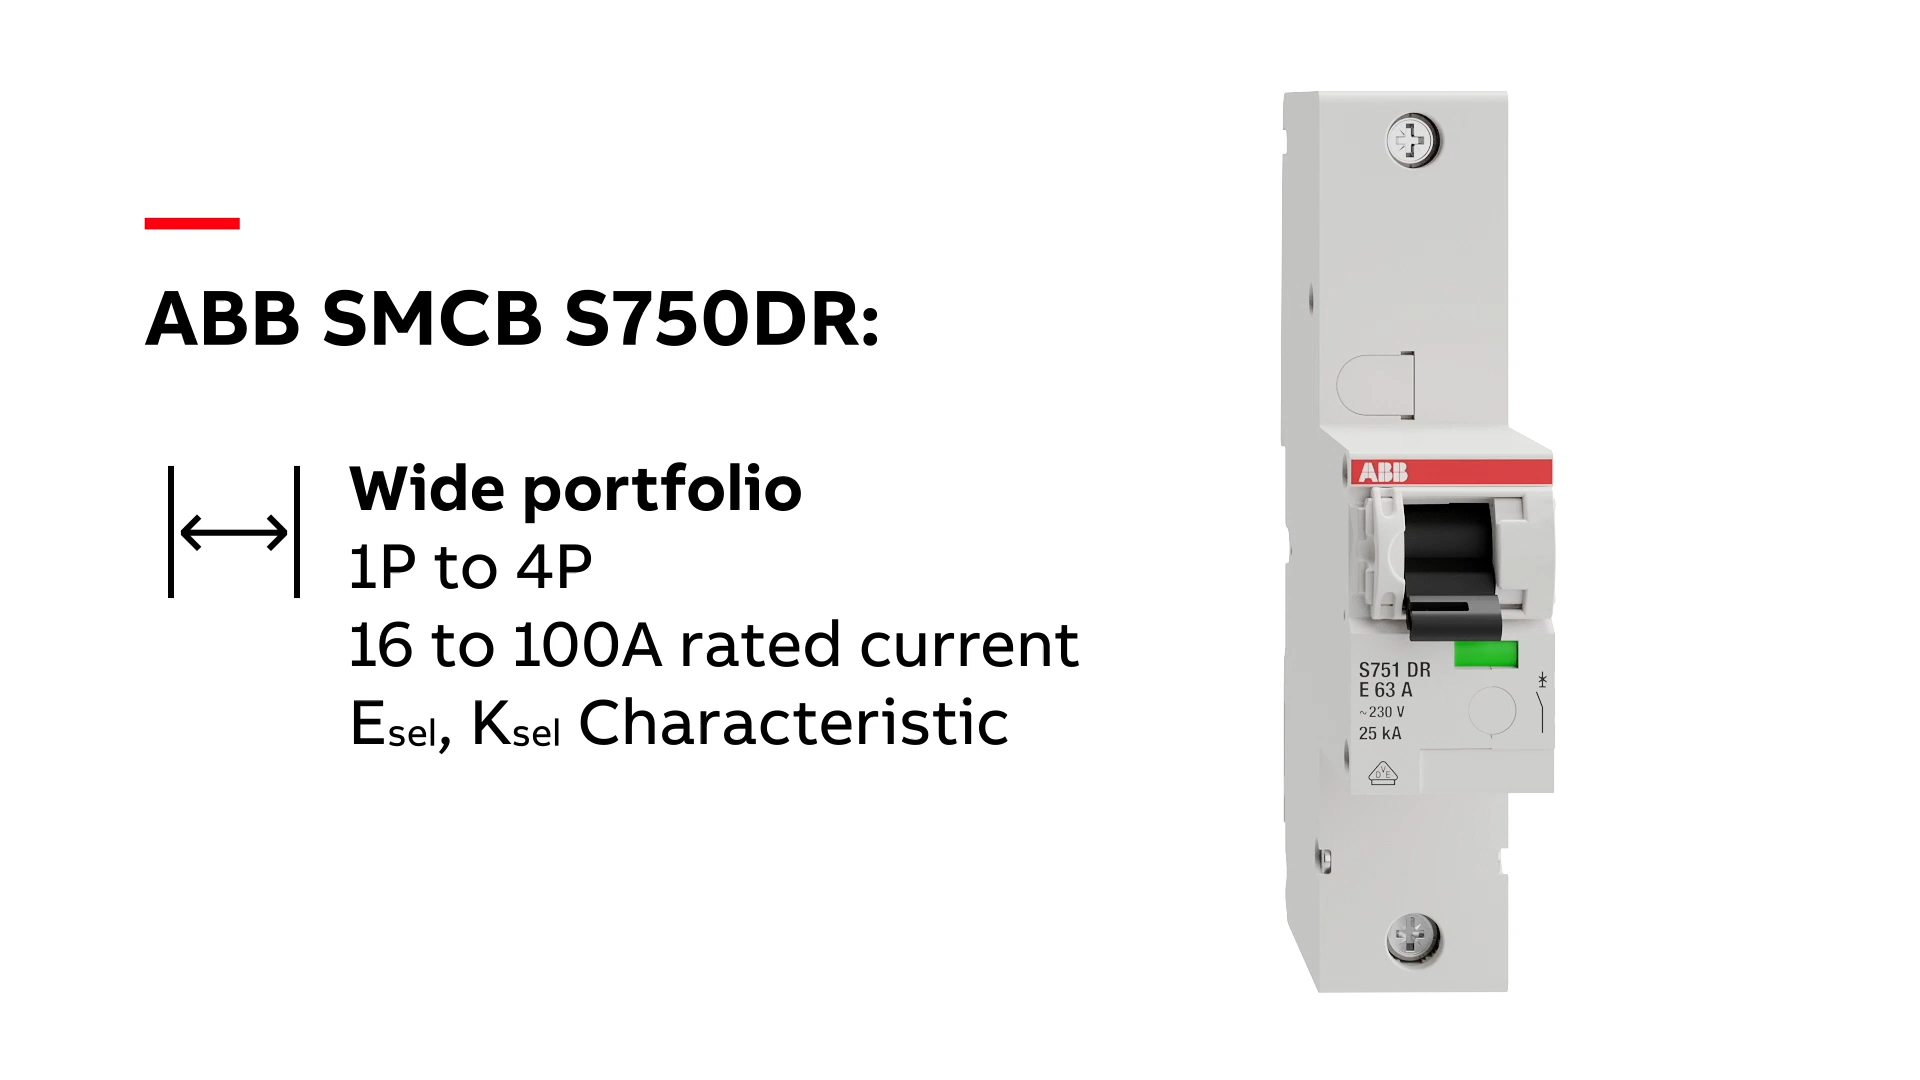 ABB SMCB S750DR:
Wide portfolio
1P to 4P
16 to 100A rated current
Esel, Ksel Characteristic
ABB
S751 DR
E 63 A
~230 V
25 kA
DVE